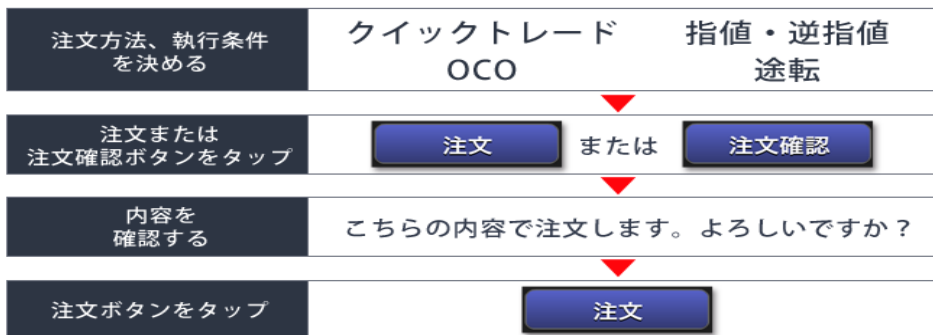 注文方法、執行条件
を決める
クイックトレード 指値・逆指値
OCO 途転
注文または
注文確認ボタンをタップ
注文 または 注文確認
内容を
確認する
こちらの内容で注文します。よろしいですか？
注文ボタンをタップ
注文